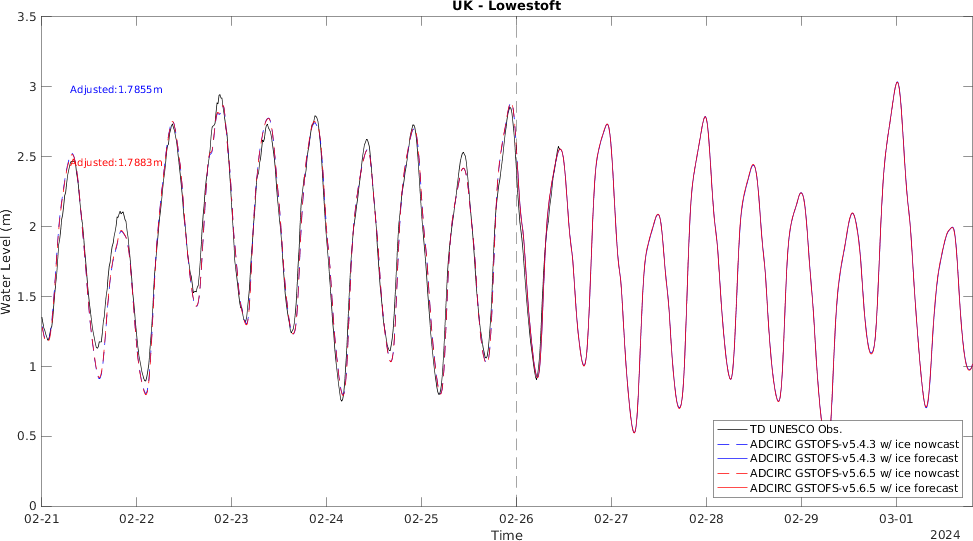 UK - Lowestoft
3.5
3
2.5
2
1.5
1
0.5
0
Water Level (m)
Adjusted:1.7855m
Adjusted:1.7883m
TD UNESCO Obs.
ADCIRC GSTOFS-v5.4.3 w/ ice nowcast
ADCIRC GSTOFS-v5.4.3 w/ ice forecast
ADCIRC GSTOFS-v5.6.5 w/ ice nowcast
ADCIRC GSTOFS-v5.6.5 w/ ice forecast
02-21 02-22 02-23 02-24 02-25 02-26 02-27 02-28 02-29 03-01
Time
2024